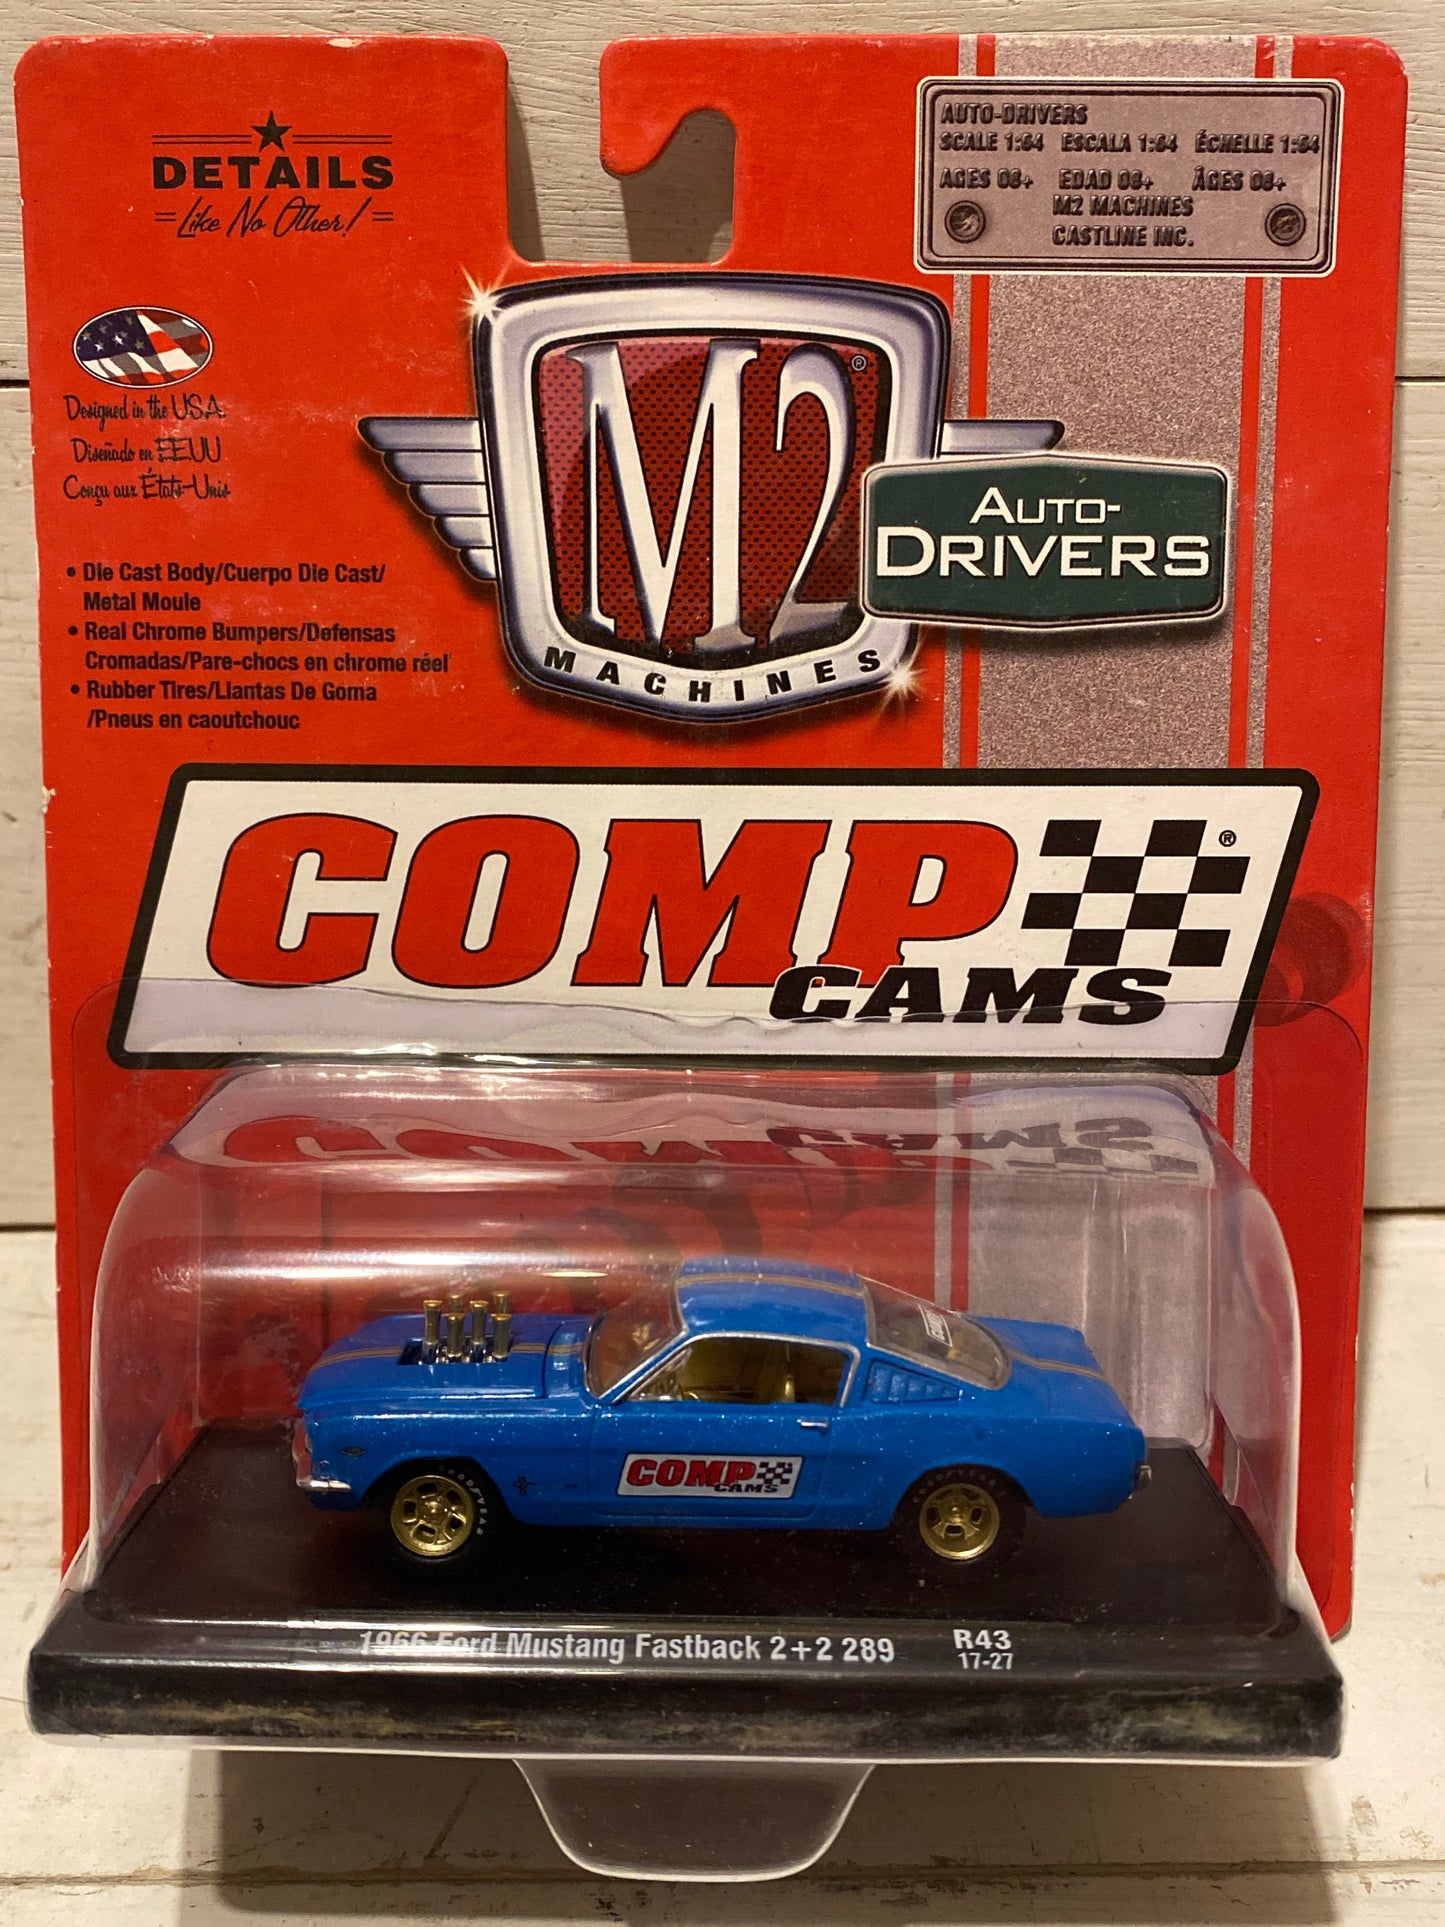 DETAILS
Like No Other!
AUTO-DRIVERS
SCALE 1:64 ESCALA 1:64 ÉCHELLE 1:64
AGES 08+ EDAD 08+ ÂGES 08+
M2 MACHINES
CASTLINE INC.
Designed in the USA
Diseñado en EEUU
Conçu aux États-Unis
M2®
MACHINES
AUTO-
DRIVERS
• Die Cast Body/Cuerpo Die Cast/
Metal Moule
• Real Chrome Bumpers/Defensas
Cromadas/Pare-chocs en chrome réel
• Rubber Tires/Llantas De Goma
/Pneus en caoutchouc
COMP®
CAMS
COMP
CAMS
GOODYEAR
GOODYEAR
1966 Ford Mustang Fastback 2+2 289 R43
17-27